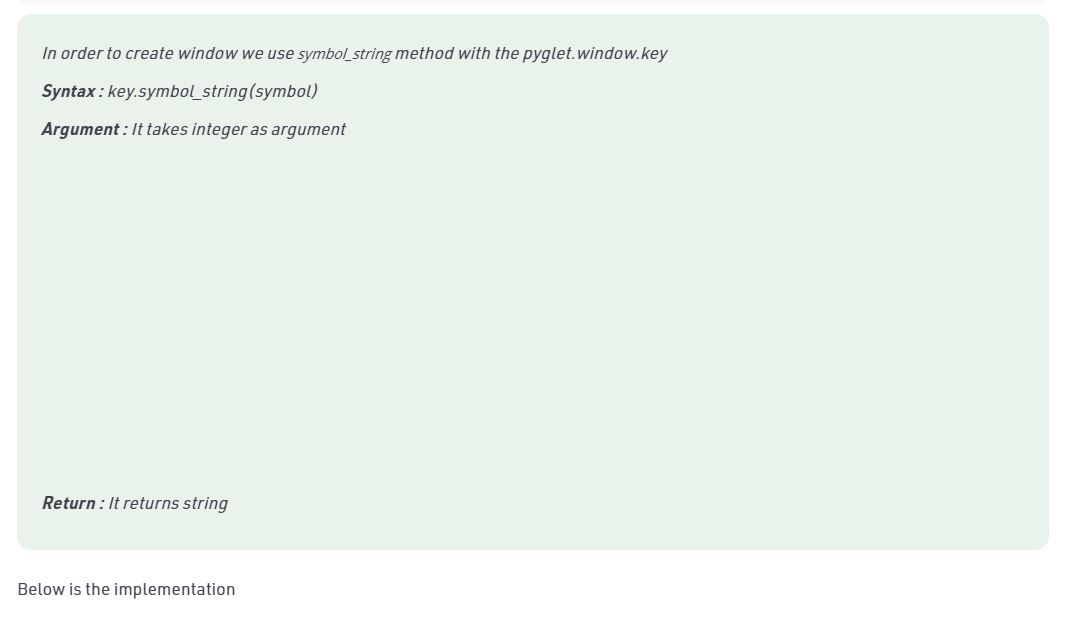 In order to create window we use symbol_string method with the pyglet.window.key
Syntax : key.symbol_string(symbol)
Argument : It takes integer as argument
Return : It returns string
Below is the implementation